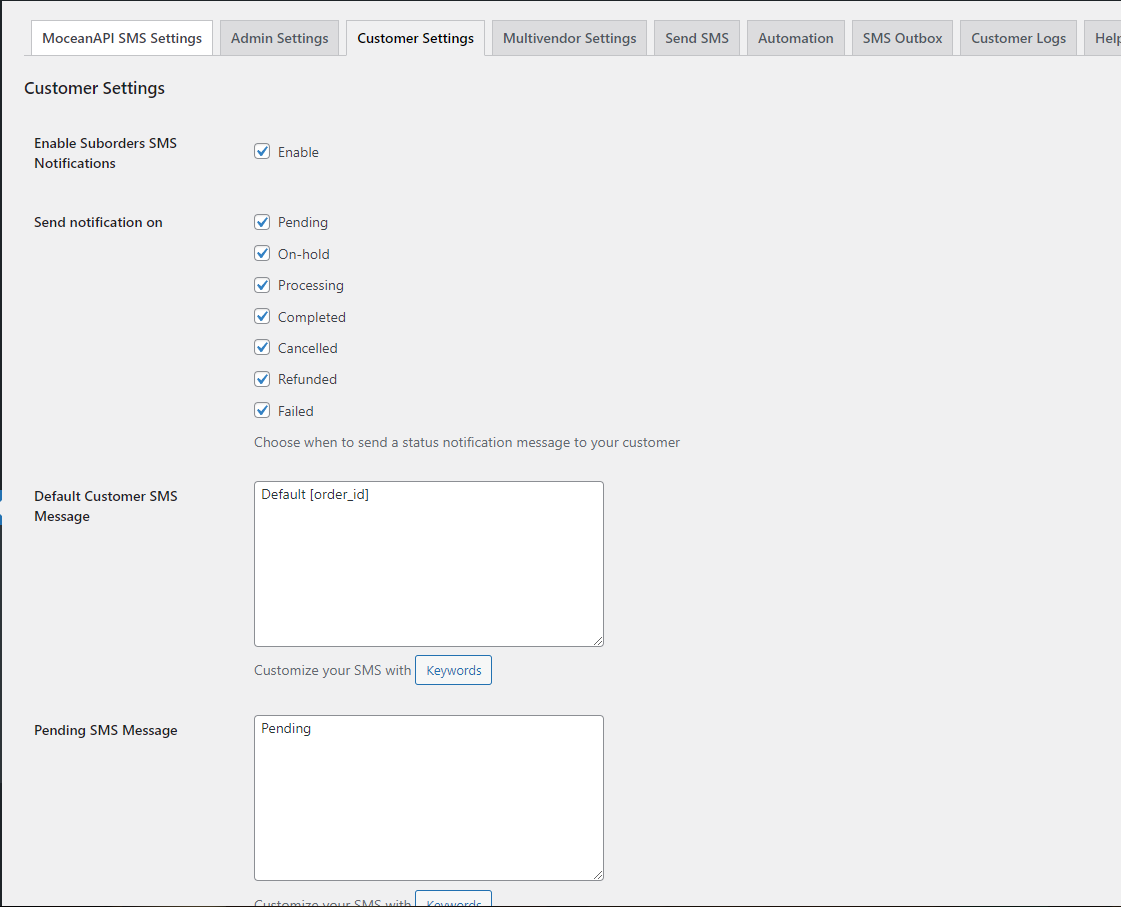 MoceanAPI SMS Settings Admin Settings Customer Settings Multivendor Settings Send SMS Automation SMS Outbox Customer Logs Help
Customer Settings
Enable Suborders SMS
Notifications
Enable
Send notification on
Pending
On-hold
Processing
Completed
Cancelled
Refunded
Failed
Choose when to send a status notification message to your customer
Default Customer SMS
Message
Default [order_id]
Customize your SMS with Keywords
Pending SMS Message
Pending
Customize your SMS with Keywords